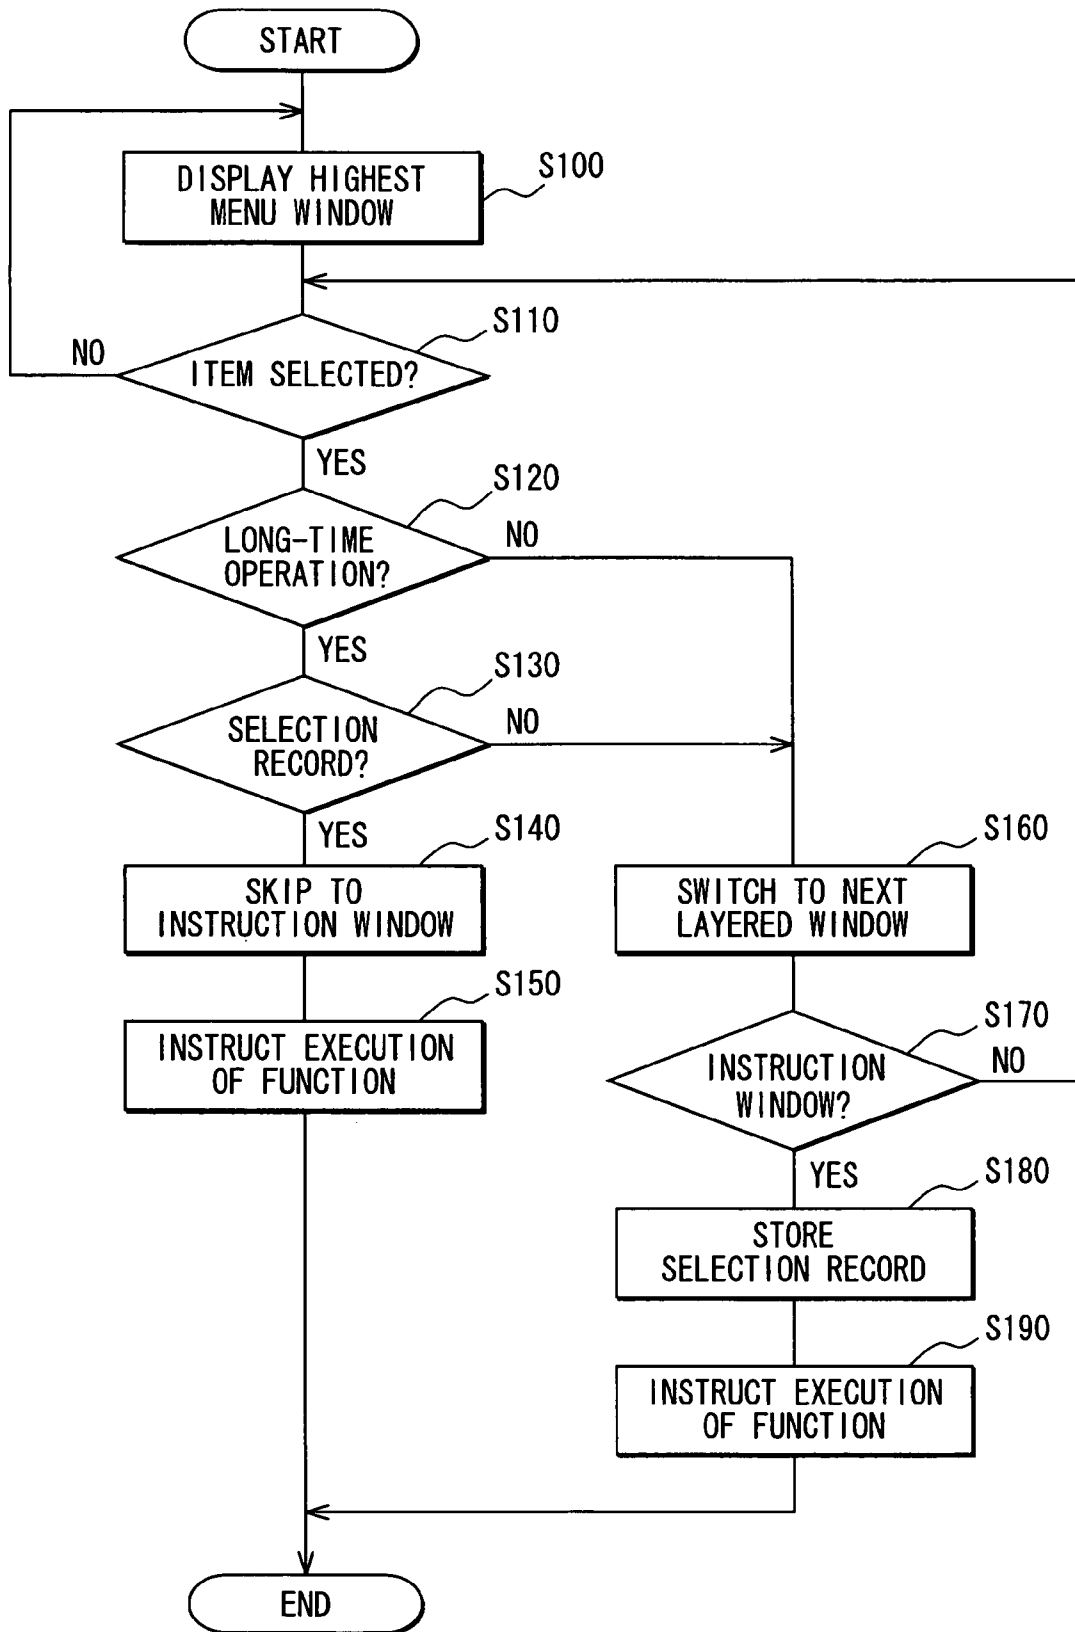 START
DISPLAY HIGHEST
MENU WINDOW
S100
S110
NO
ITEM SELECTED?
YES
S120
LONG-TIME
OPERATION?
NO
YES
S130
SELECTION
RECORD?
NO
YES
S140
SKIP TO
INSTRUCTION WINDOW
S150
INSTRUCT EXECUTION
OF FUNCTION
S160
SWITCH TO NEXT
LAYERED WINDOW
S170
INSTRUCTION
WINDOW?
NO
YES
S180
STORE
SELECTION RECORD
S190
INSTRUCT EXECUTION
OF FUNCTION
END